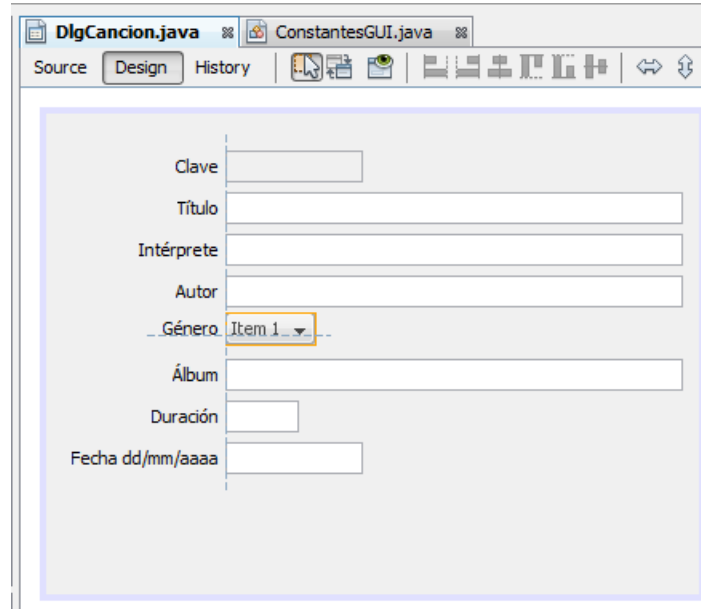 DlgCancion.java ConstantesGUI.java
Source Design History
Clave
Título
Intérprete
Autor
Género Item 1
Álbum
Duración
Fecha dd/mm/aaaa